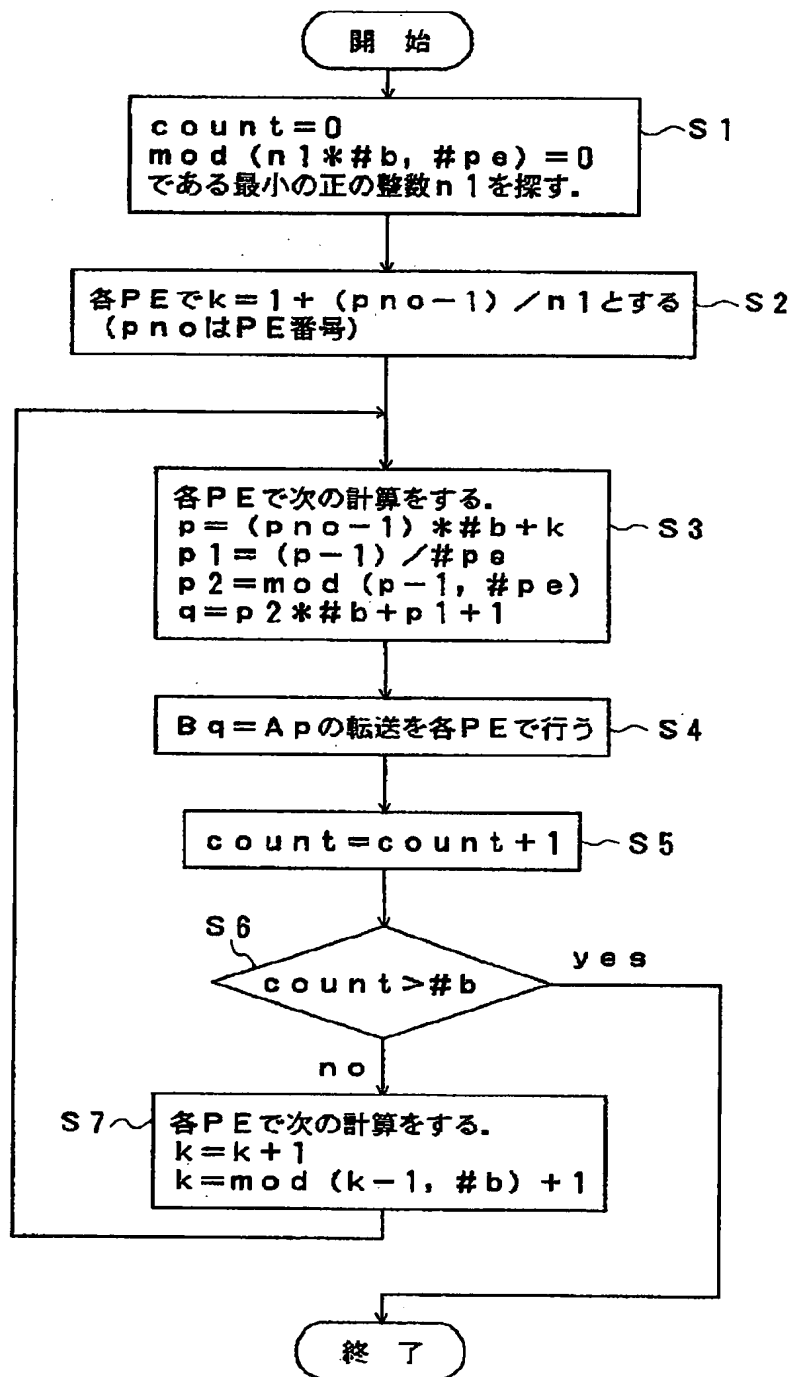 開 始
count=0
mod (n1*#b, #pe) =0
である最小の正の整数n1を探す.
S1
各PEでk=1+ (pno-1) /n1とする
(pnoはPE番号)
S2
各PEで次の計算をする.
p= (pno-1) *#b+k
p1= (p-1) /#pe
p2=mod (p-1, #pe)
q=p2*#b+p1+1
S3
Bq=Apの転送を各PEで行う
S4
count=count+1
S5
S6
count>#b
yes
no
S7
各PEで次の計算をする.
k=k+1
k=mod (k-1, #b) +1
終 了